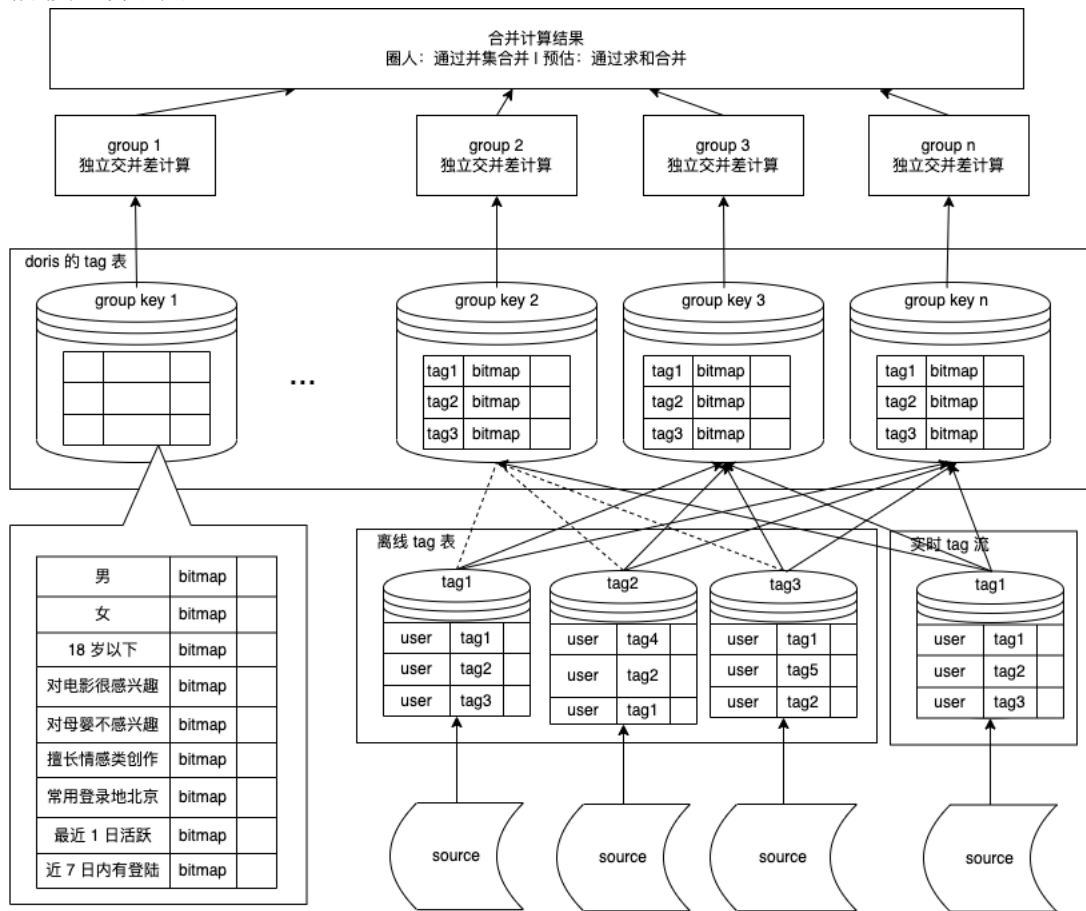 合并计算结果
圈人：通过并集合并 | 预估：通过求和合并
group 1
独立交并差计算
group 2
独立交并差计算
group 3
独立交并差计算
group n
独立交并差计算
doris 的 tag 表
group key 1
...
group key 2
tag1 bitmap
tag2 bitmap
tag3 bitmap
group key 3
tag1 bitmap
tag2 bitmap
tag3 bitmap
group key n
tag1 bitmap
tag2 bitmap
tag3 bitmap
男 bitmap
女 bitmap
18 岁以下 bitmap
对电影很感兴趣 bitmap
对母婴不感兴趣 bitmap
擅长情感类创作 bitmap
常用登录地北京 bitmap
最近 1 日活跃 bitmap
近 7 日内有登陆 bitmap
离线 tag 表
tag1
user tag1
user tag2
user tag3
tag2
user tag4
user tag2
user tag1
tag3
user tag1
user tag5
user tag2
实时 tag 流
tag1
user tag1
user tag2
user tag3
source
source
source
source